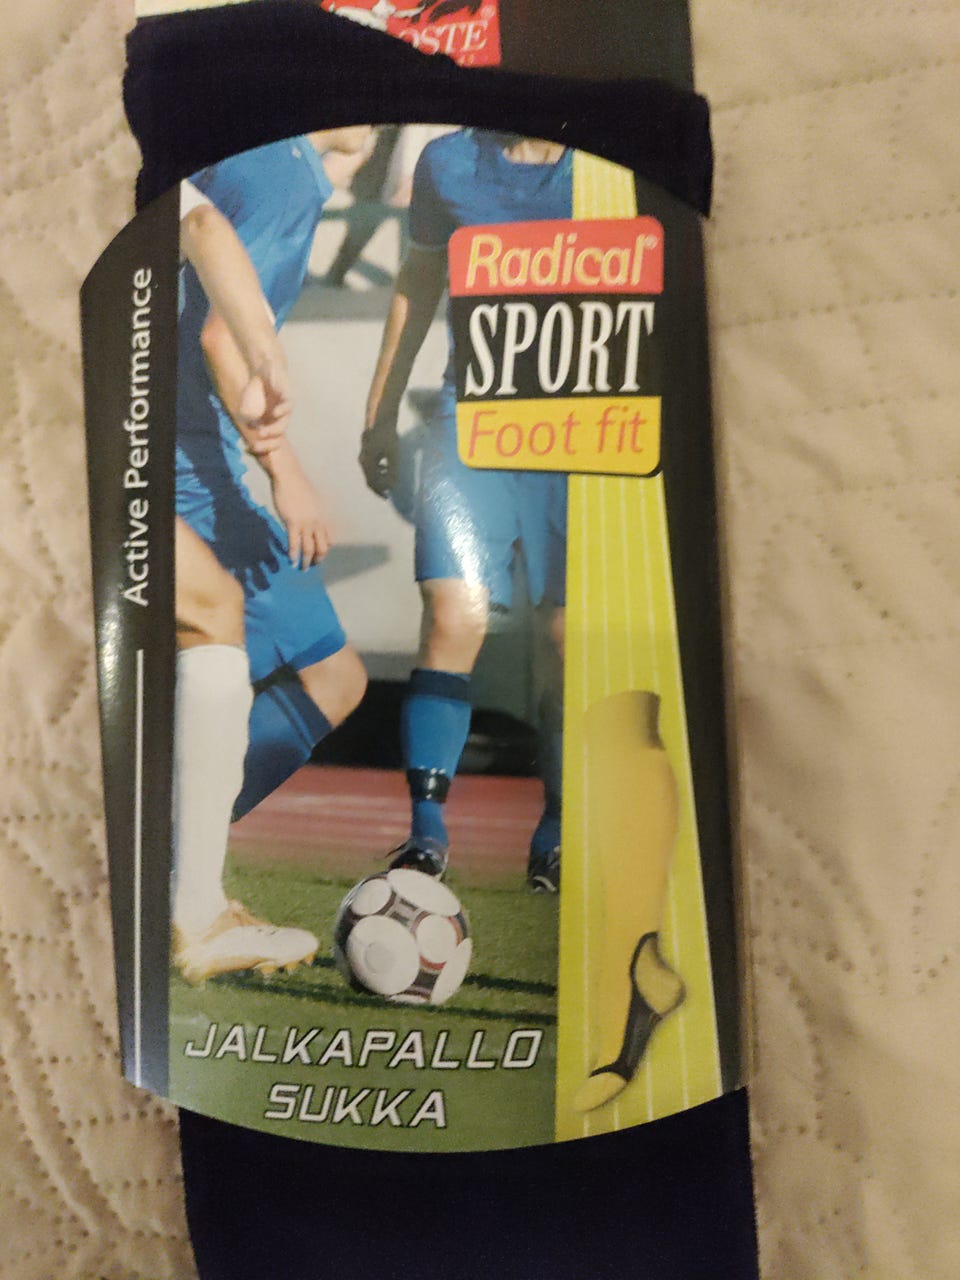 Radical®
SPORT
Foot fit
Active Performance
JALKAPALLO
SUKKA